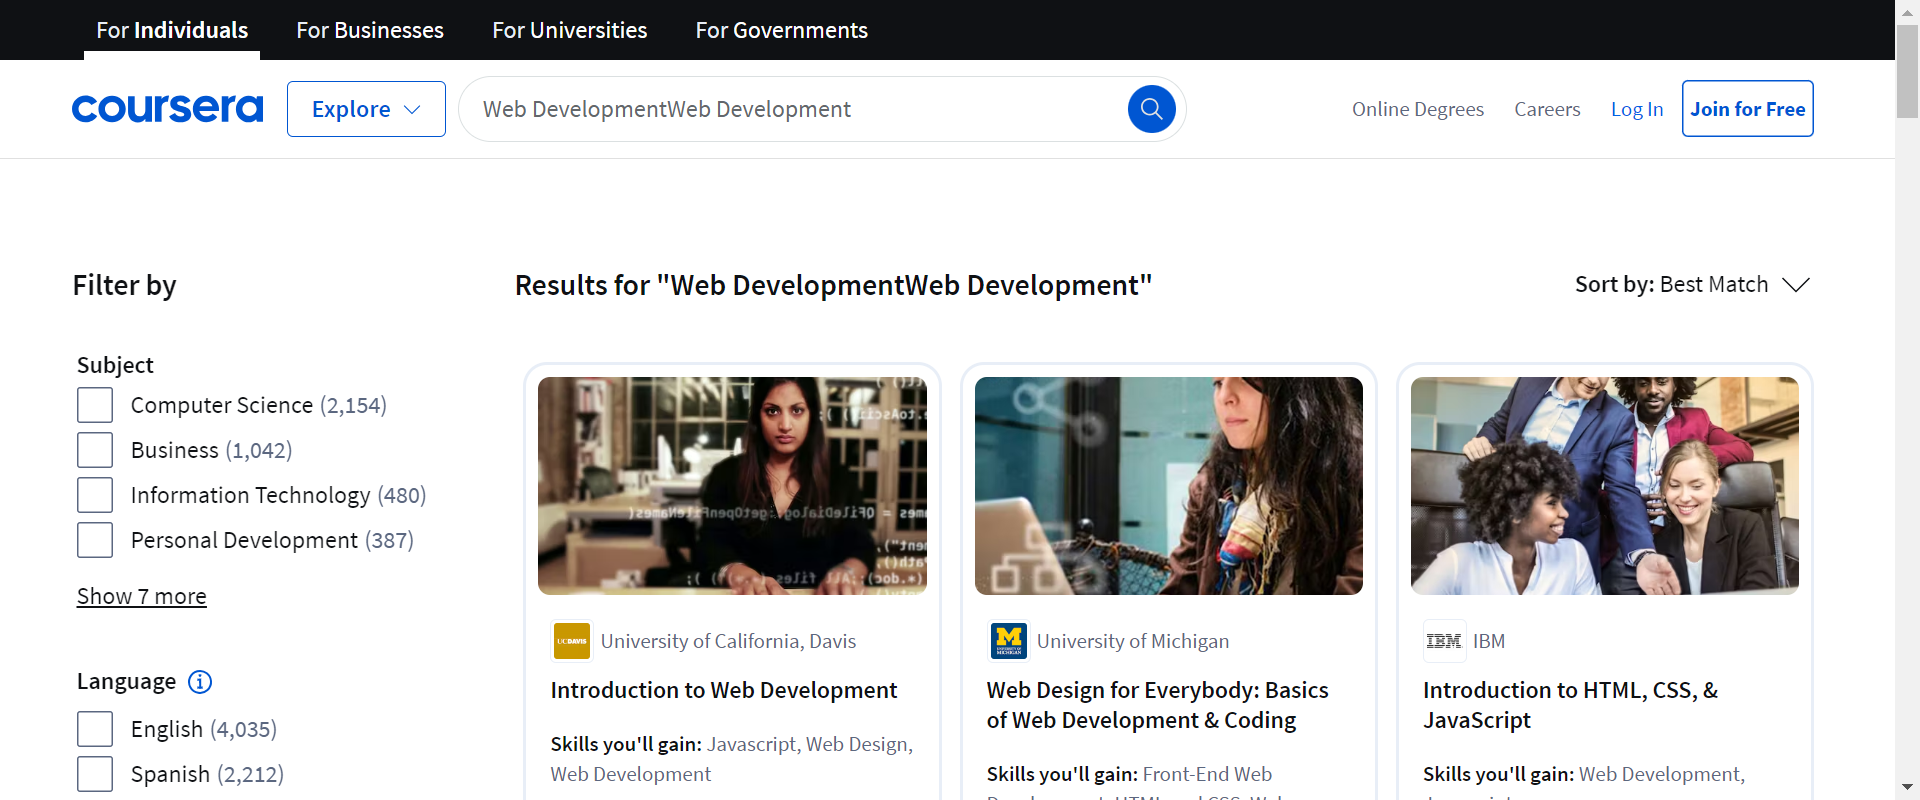 For Individuals For Businesses For Universities For Governments
coursera Explore Web DevelopmentWeb Development Online Degrees Careers Log In Join for Free
Filter by
Results for "Web DevelopmentWeb Development"
Sort by: Best Match
Subject
Computer Science (2,154)
Business (1,042)
Information Technology (480)
Personal Development (387)
Show 7 more
Language
English (4,035)
Spanish (2,212)
UCDAVIS University of California, Davis
Introduction to Web Development
Skills you'll gain: Javascript, Web Design,
Web Development
M University of Michigan
Web Design for Everybody: Basics
of Web Development & Coding
Skills you'll gain: Front-End Web
IBM IBM
Introduction to HTML, CSS, &
JavaScript
Skills you'll gain: Web Development,